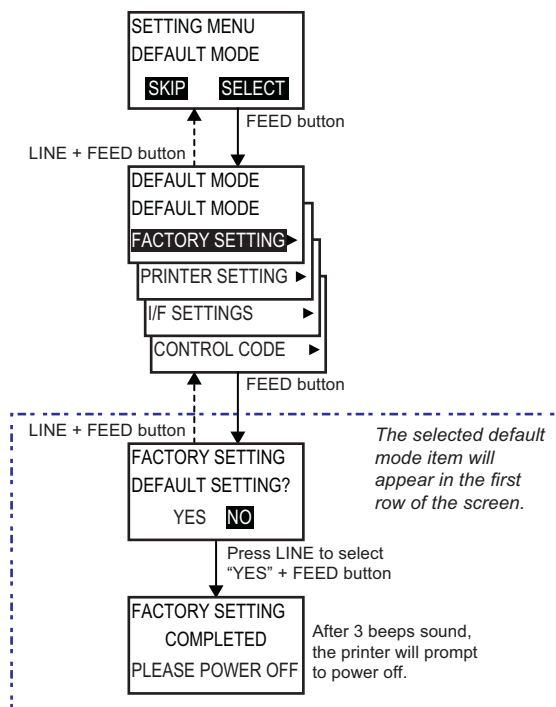 SETTING MENU
DEFAULT MODE
SKIP SELECT
FEED button
LINE + FEED button
DEFAULT MODE
DEFAULT MODE
FACTORY SETTING
PRINTER SETTING
I/F SETTINGS
CONTROL CODE
FEED button
LINE + FEED button
The selected default
mode item will
appear in the first
row of the screen.
FACTORY SETTING
DEFAULT SETTING?
YES NO
Press LINE to select
“YES” + FEED button
FACTORY SETTING
COMPLETED
PLEASE POWER OFF
After 3 beeps sound,
the printer will prompt
to power off.